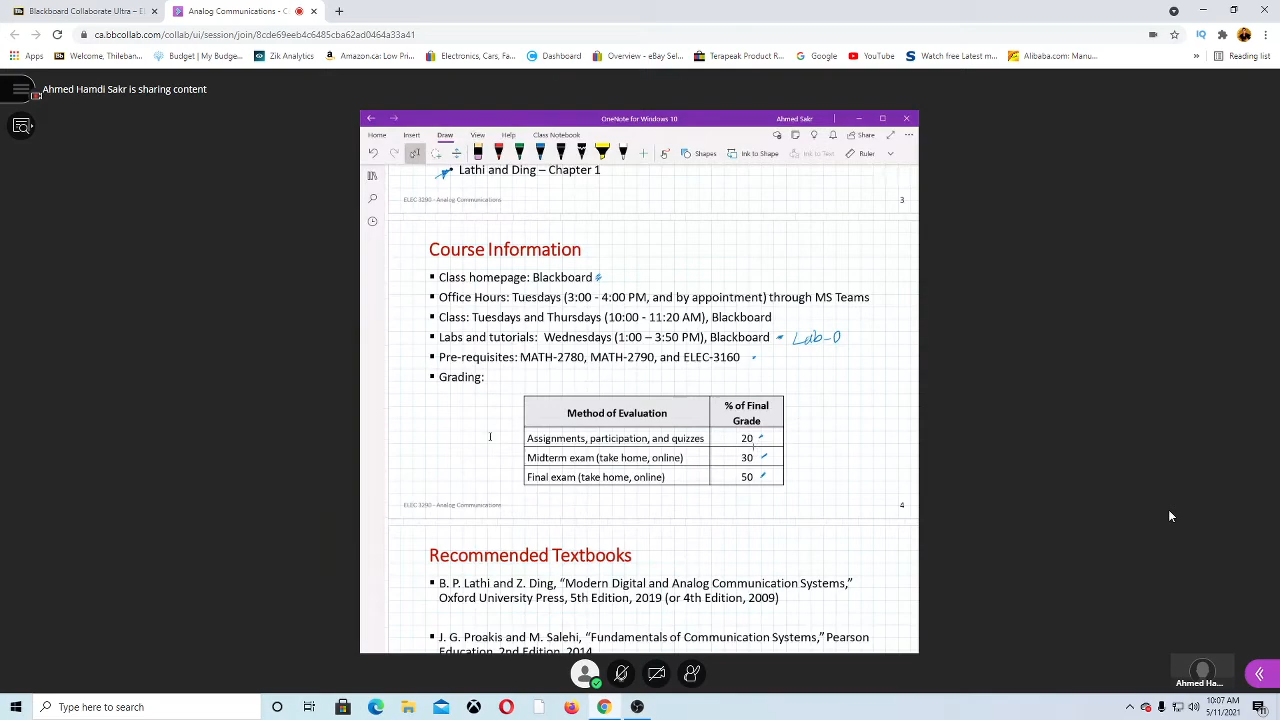 Blackboard Collaborate Ultra – El
Analog Communications - C
ca.bbcollab.com/collab/ui/session/join/8cde69eeb4c6485cba62ad0464a33a41
Apps
Welcome, Thileban...
Budget | My Budge...
Zik Analytics
Amazon.ca: Low Pri...
Electronics, Cars, Fa...
Dashboard
Overview - eBay Sel...
Terapeak Product R...
Google
YouTube
Watch free latest m...
Alibaba.com: Manu...
»
Reading list
Ahmed Hamdi Sakr is sharing content
OneNote for Windows 10
Ahmed Sakr
Home Insert Draw View Help Class Notebook
Share
Shapes
Ink to Shape
Ink to Text
Ruler
• Lathi and Ding – Chapter 1
ELEC 3290 - Analog Communications
3
Course Information
▪ Class homepage: Blackboard
▪ Office Hours: Tuesdays (3:00 - 4:00 PM, and by appointment) through MS Teams
▪ Class: Tuesdays and Thursdays (10:00 - 11:20 AM), Blackboard
▪ Labs and tutorials: Wednesdays (1:00 – 3:50 PM), Blackboard Lab-0
▪ Pre-requisites: MATH-2780, MATH-2790, and ELEC-3160
▪ Grading:
Method of Evaluation
% of Final
Grade
Assignments, participation, and quizzes 20
Midterm exam (take home, online) 30
Final exam (take home, online) 50
ELEC 3290 - Analog Communications
4
Recommended Textbooks
▪ B. P. Lathi and Z. Ding, “Modern Digital and Analog Communication Systems,”
Oxford University Press, 5th Edition, 2019 (or 4th Edition, 2009)
▪ J. G. Proakis and M. Salehi, “Fundamentals of Communication Systems,” Pearson
Education, 2nd Edition, 2014
Ahmed Ha...
Type here to search
10:07 AM
5/11/2021